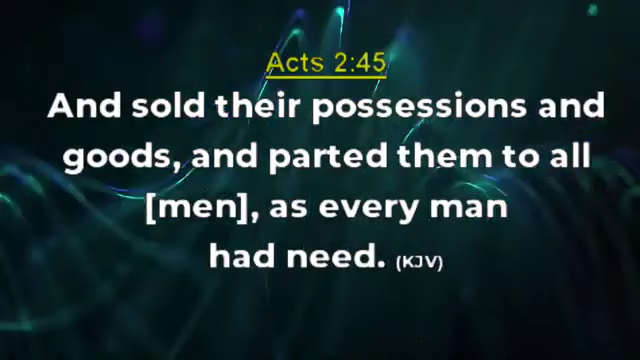 Acts 2:45
And sold their possessions and
goods, and parted them to all
[men], as every man
had need. (KJV)